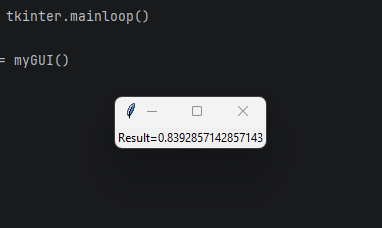 tkinter.mainloop()
= myGUI()
Result=0.8392857142857143